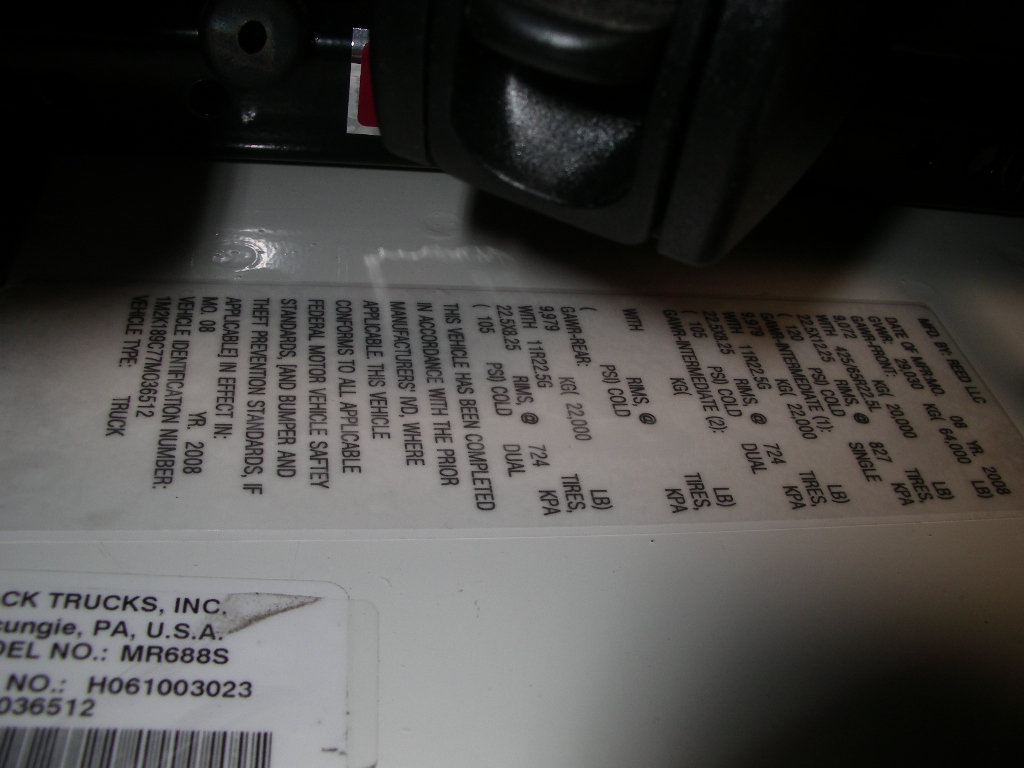 MFG. BY: REED LLC
DATE OF MFR-MO. 08 YR. 2008
GVWR: 29,030 KG( 64,000 LB)
GAWR-FRONT: KG( 20,000 LB)
9,072 425/65R22.5L TIRES,
WITH RIMS, @ 827 KPA
22.5X12.25 PSI) COLD SINGLE
( 120
GAWR-INTERMEDIATE (1):
KG( 22,000 LB)
9,079 11R22.5G TIRES,
WITH RIMS, @ 724 KPA
22.5X8.25 PSI) COLD DUAL
( 105
GAWR-INTERMEDIATE (2):
KG( LB)
TIRES,
WITH RIMS, @ KPA
( PSI) COLD
GAWR-REAR:
9,979 KG( 22,000 LB)
WITH 11R22.5G TIRES,
22.5X8.25 RIMS, @ 724 KPA
( 105 PSI) COLD DUAL
THIS VEHICLE HAS BEEN COMPLETED
IN ACCORDANCE WITH THE PRIOR
MANUFACTURERS' IVD, WHERE
APPLICABLE THIS VEHICLE
CONFORMS TO ALL APPLICABLE
FEDERAL MOTOR VEHICLE SAFTEY
STANDARDS, [AND BUMPER AND
THEFT PREVENTION STANDARDS, IF
APPLICABLE] IN EFFECT IN:
MO. 08 YR. 2008
VEHICLE IDENTIFICATION NUMBER:
1M2K189C77M036512
VEHICLE TYPE: TRUCK
CK TRUCKS, INC.
cungie, PA, U.S.A.
DEL NO.: MR688S
NO.: H061003023
036512